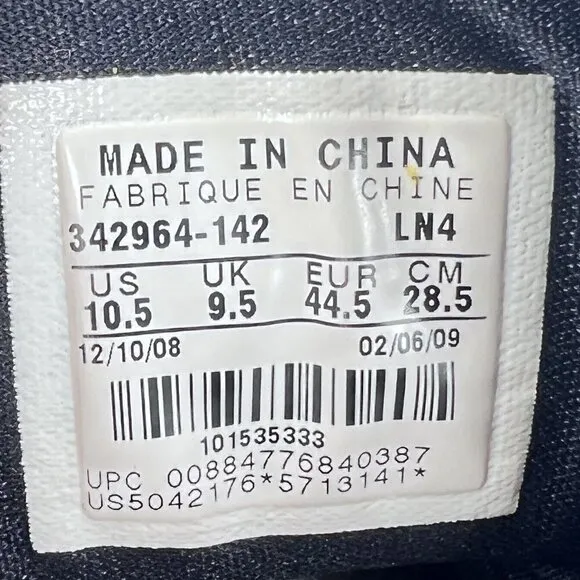 MADE IN CHINA
FABRIQUE EN CHINE
342964-142 LN4
US UK EUR CM
10.5 9.5 44.5 28.5
12/10/08 02/06/09
101535333
UPC 00884776840387
US5042176*5713141*